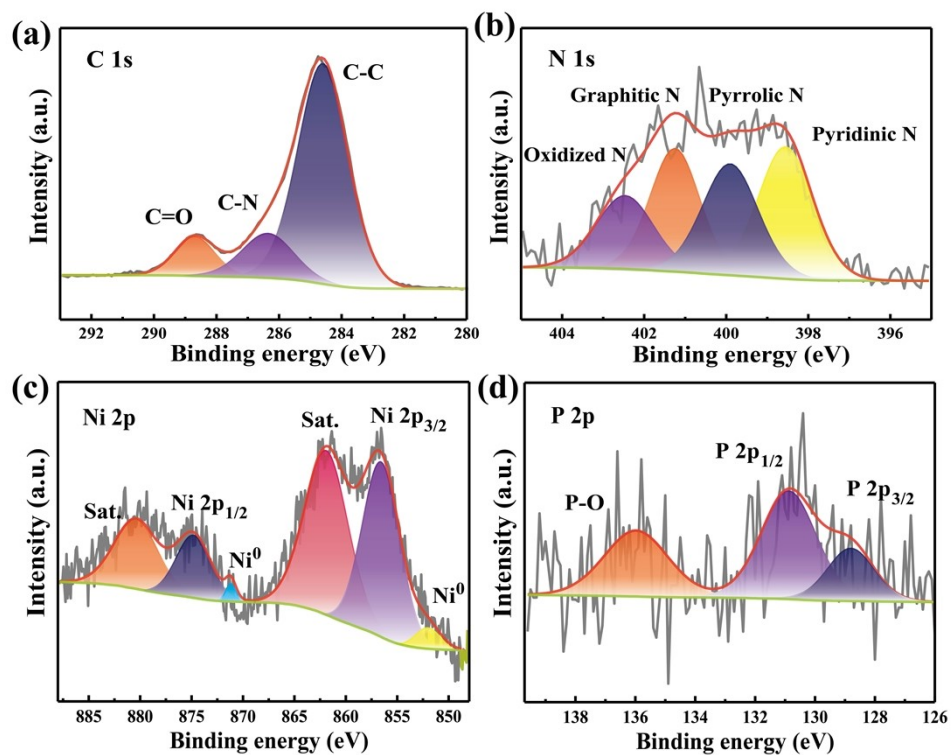 (a)
C 1s
C-C
C-N
C=O
Intensity (a.u.)
292 290 288 286 284 282 280
Binding energy (eV)
(b)
N 1s
Graphitic N Pyrrolic N
Oxidized N Pyridinic N
Intensity (a.u.)
404 402 400 398 396
Binding energy (eV)
(c)
Ni 2p
Sat. Ni 2p3/2
Sat. Ni 2p1/2
Ni0
Ni0
Intensity (a.u.)
885 880 875 870 865 860 855 850
Binding energy (eV)
(d)
P 2p
P 2p1/2
P-O P 2p3/2
Intensity (a.u.)
138 136 134 132 130 128 126
Binding energy (eV)